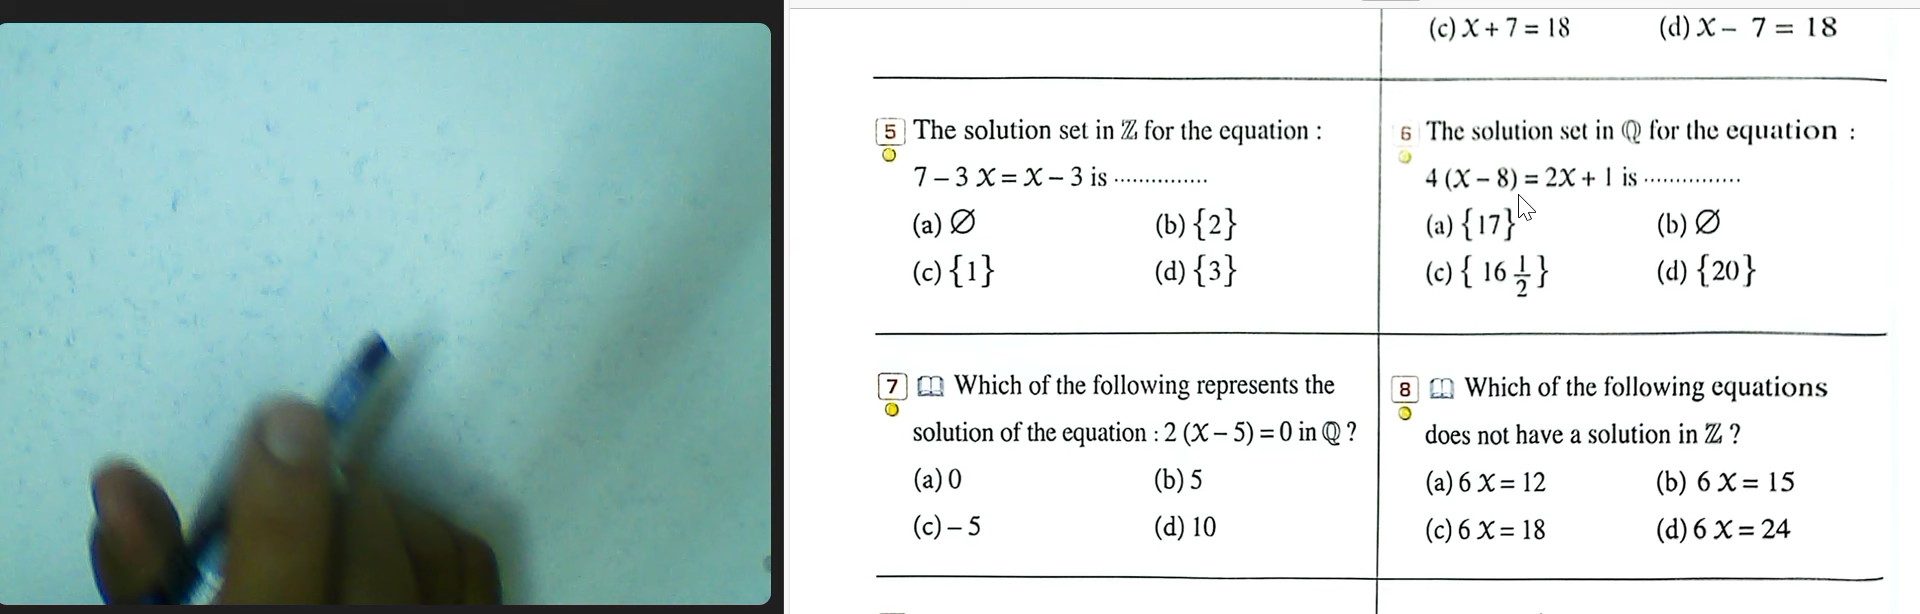 (c) X + 7 = 18 (d) X - 7 = 18
5 The solution set in ℤ for the equation :
7 – 3 X = X – 3 is ...............
(a) ∅ (b) {2}
(c) {1} (d) {3}
6 The solution set in ℚ for the equation :
4 (X – 8) = 2X + 1 is ...............
(a) {17} (b) ∅
(c) { 16 1/2 } (d) {20}
7 Which of the following represents the
solution of the equation : 2 (X – 5) = 0 in ℚ ?
(a) 0 (b) 5
(c) – 5 (d) 10
8 Which of the following equations
does not have a solution in ℤ ?
(a) 6 X = 12 (b) 6 X = 15
(c) 6 X = 18 (d) 6 X = 24